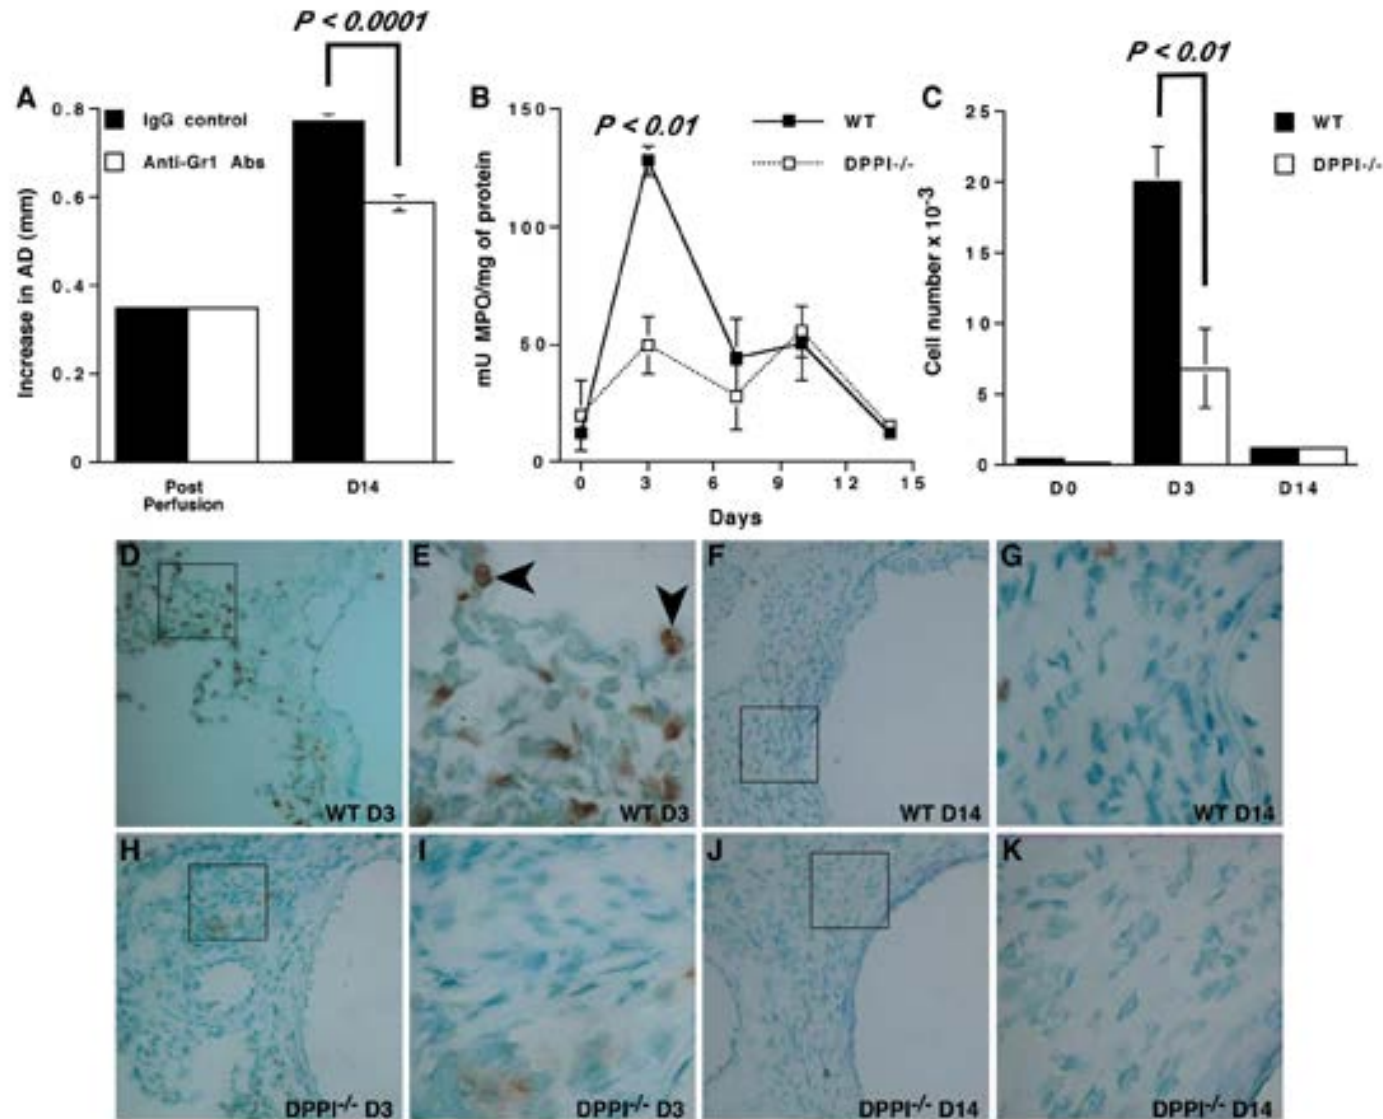 P < 0.0001
P < 0.01
A
0.8
IgG control
Anti-Gr1 Abs
0.6
0.4
0.2
0
Increase in AD (mm)
Post
Perfusion
D14
B
150
P < 0.01
WT
DPPI-/-
100
50
0
mU MPO/mg of protein
0 3 6 9 12 15
Days
C
25
WT
DPPI-/-
20
15
10
5
0
Cell number x 10-3
D0 D3 D14
D
WT D3
E
WT D3
F
WT D14
G
WT D14
H
DPPI-/- D3
I
DPPI-/- D3
J
DPPI-/- D14
K
DPPI-/- D14